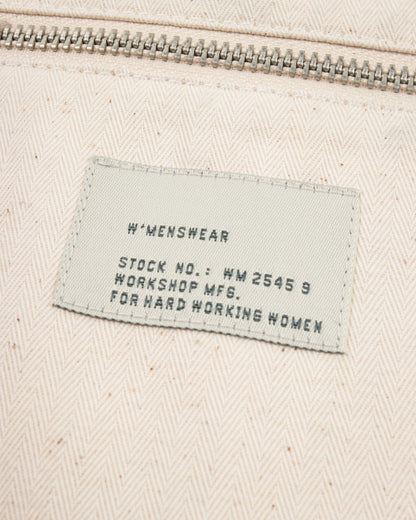 W'MENSWEAR
STOCK NO.: WM 2545 9
WORKSHOP MFG.
FOR HARD WORKING WOMEN